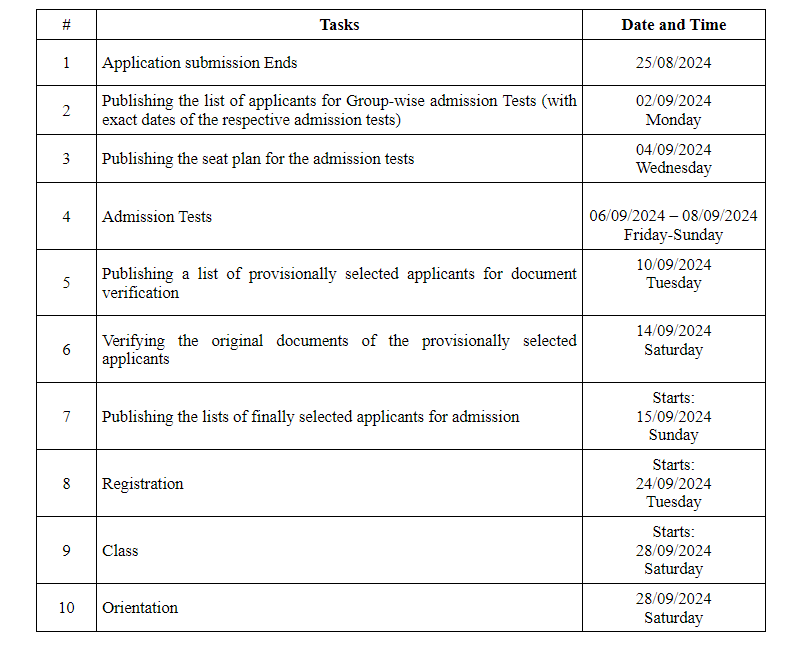 # Tasks Date and Time
1 Application submission Ends 25/08/2024
2 Publishing the list of applicants for Group-wise admission Tests (with
exact dates of the respective admission tests)
02/09/2024
Monday
3 Publishing the seat plan for the admission tests
04/09/2024
Wednesday
4 Admission Tests
06/09/2024 – 08/09/2024
Friday-Sunday
5 Publishing a list of provisionally selected applicants for document
verification
10/09/2024
Tuesday
6 Verifying the original documents of the provisionally selected
applicants
14/09/2024
Saturday
7 Publishing the lists of finally selected applicants for admission
Starts:
15/09/2024
Sunday
8 Registration
Starts:
24/09/2024
Tuesday
9 Class
Starts:
28/09/2024
Saturday
10 Orientation
28/09/2024
Saturday